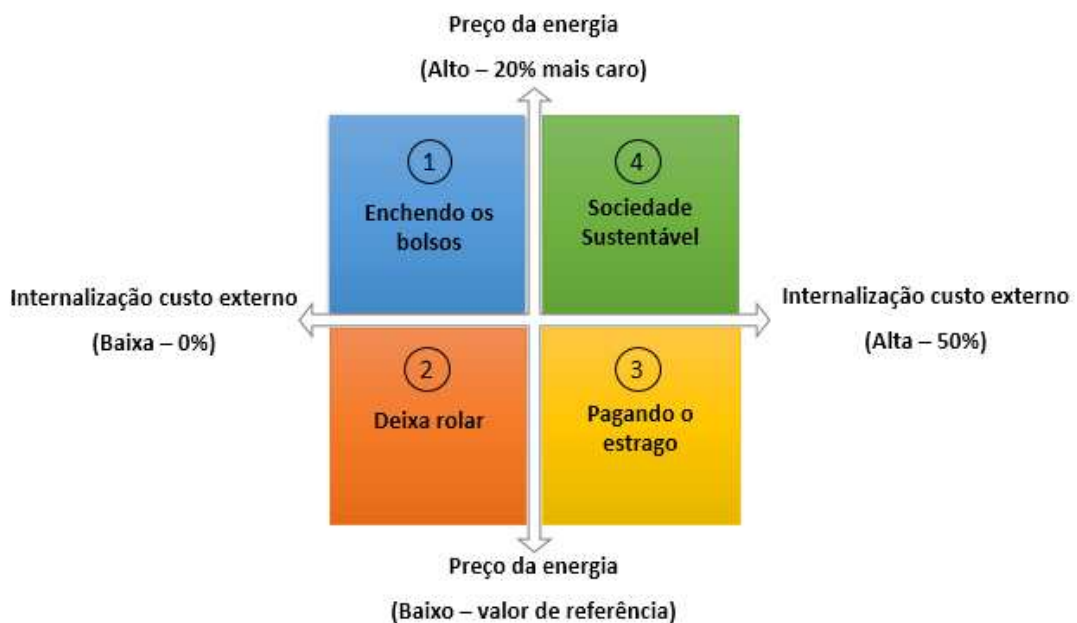 Preço da energia
(Alto – 20% mais caro)
1
Enchendo os
bolsos
4
Sociedade
Sustentável
Internalização custo externo
(Baixa – 0%)
Internalização custo externo
(Alta – 50%)
2
Deixa rolar
3
Pagando o
estrago
Preço da energia
(Baixo – valor de referência)